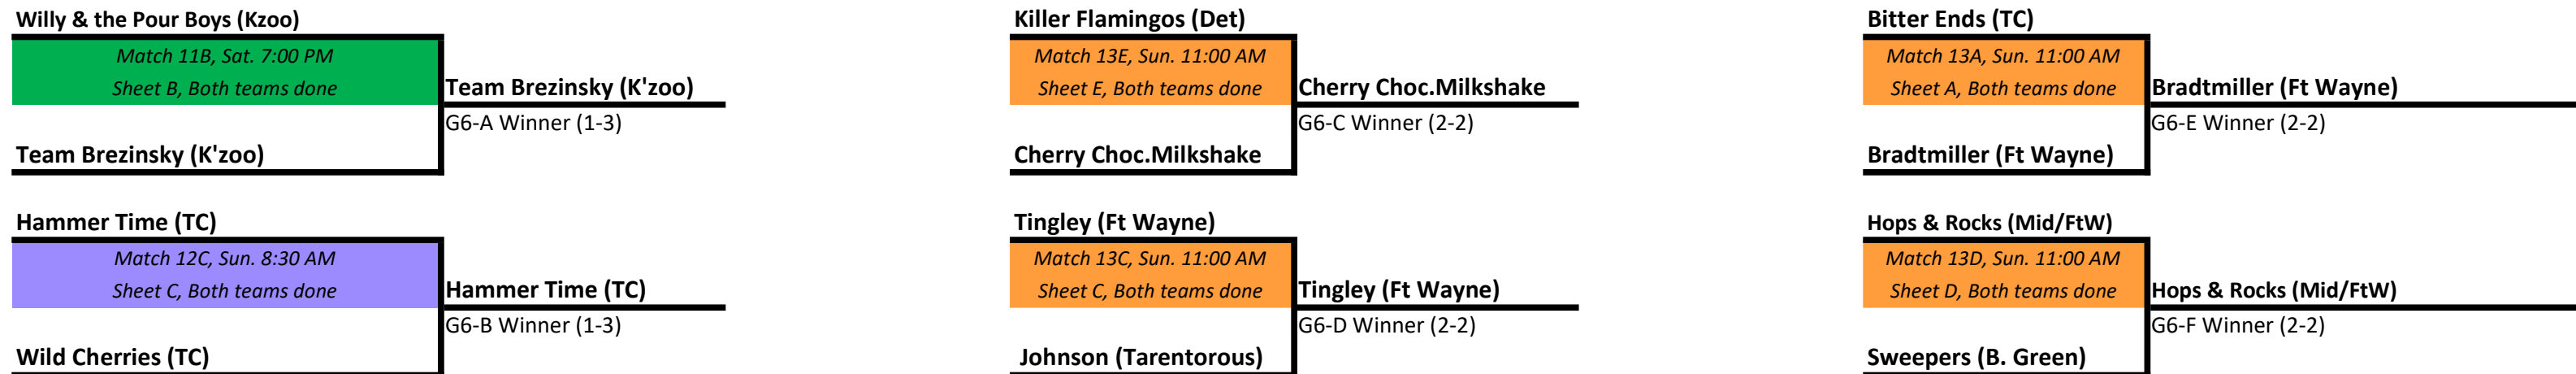 Willy & the Pour Boys (Kzoo)
Match 11B, Sat. 7:00 PM
Sheet B, Both teams done
Team Brezinsky (K'zoo)
G6-A Winner (1-3)
Team Brezinsky (K'zoo)
Hammer Time (TC)
Match 12C, Sun. 8:30 AM
Sheet C, Both teams done
Hammer Time (TC)
G6-B Winner (1-3)
Wild Cherries (TC)
Killer Flamingos (Det)
Match 13E, Sun. 11:00 AM
Sheet E, Both teams done
Cherry Choc.Milkshake
G6-C Winner (2-2)
Cherry Choc.Milkshake
Tingley (Ft Wayne)
Match 13C, Sun. 11:00 AM
Sheet C, Both teams done
Tingley (Ft Wayne)
G6-D Winner (2-2)
Johnson (Tarentorous)
Bitter Ends (TC)
Match 13A, Sun. 11:00 AM
Sheet A, Both teams done
Bradtmiller (Ft Wayne)
G6-E Winner (2-2)
Bradtmiller (Ft Wayne)
Hops & Rocks (Mid/FtW)
Match 13D, Sun. 11:00 AM
Sheet D, Both teams done
Hops & Rocks (Mid/FtW)
G6-F Winner (2-2)
Sweepers (B. Green)